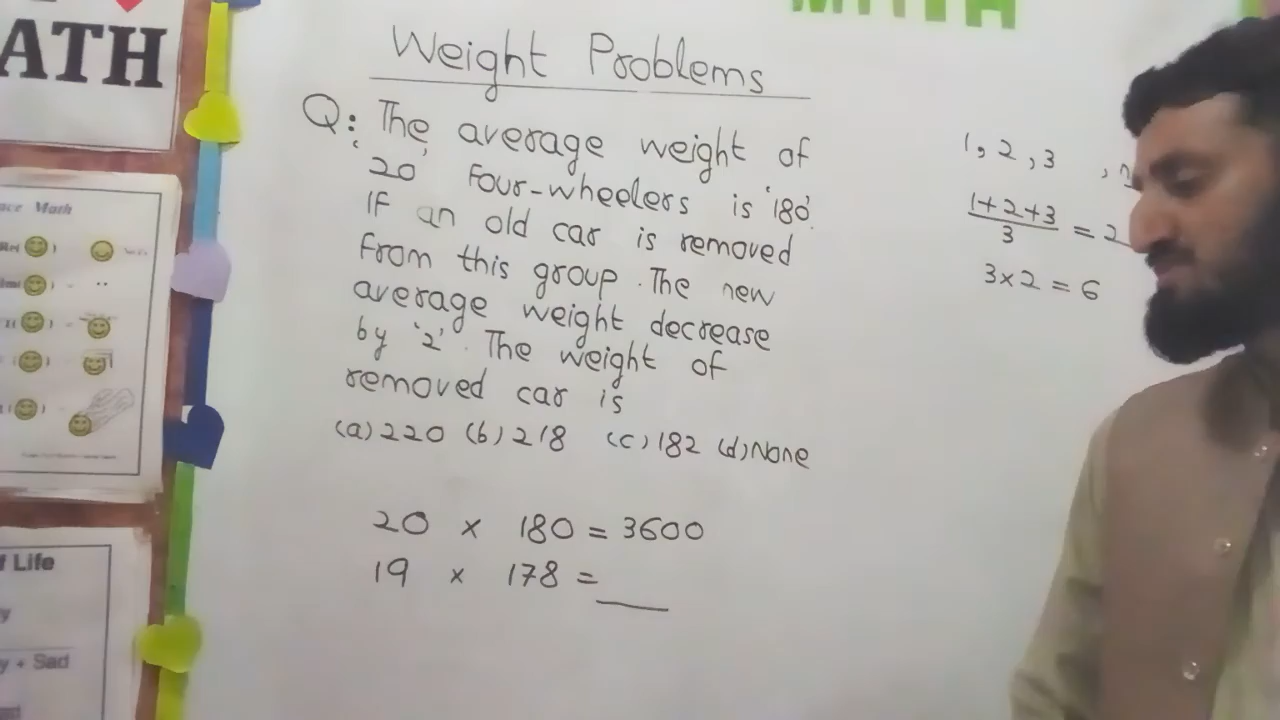 MATH
ATH
Weight Problems
Q: The average weight of
'20' Four-wheelers is '180'.
If an old car is removed
from this group. The new
average weight decrease
by '2'. The weight of
removed car is
(a) 220 (b) 218 (c) 182 (d) None
20 x 180 = 3600
19 x 178 =
1, 2, 3
1+2+3
3
= 2
3 x 2 = 6
Math
Life
y + Sad